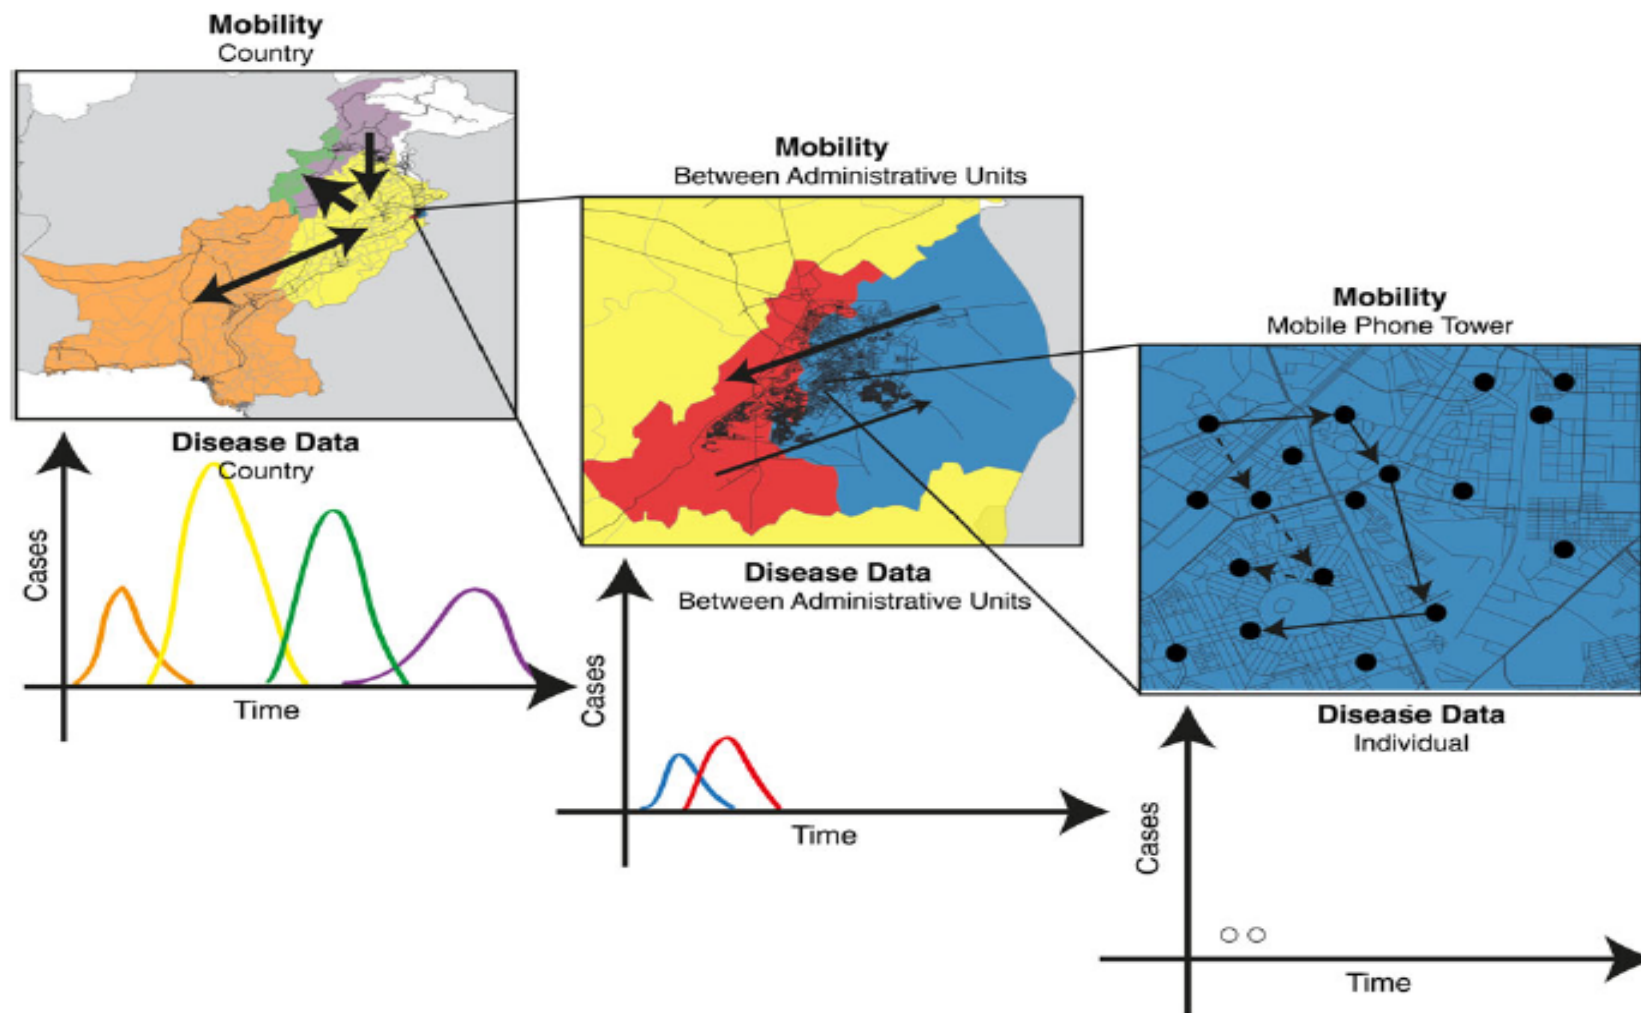 Mobility
Country
Disease Data
Country
Cases
Time
Mobility
Between Administrative Units
Disease Data
Between Administrative Units
Cases
Time
Mobility
Mobile Phone Tower
Disease Data
Individual
Cases
Time